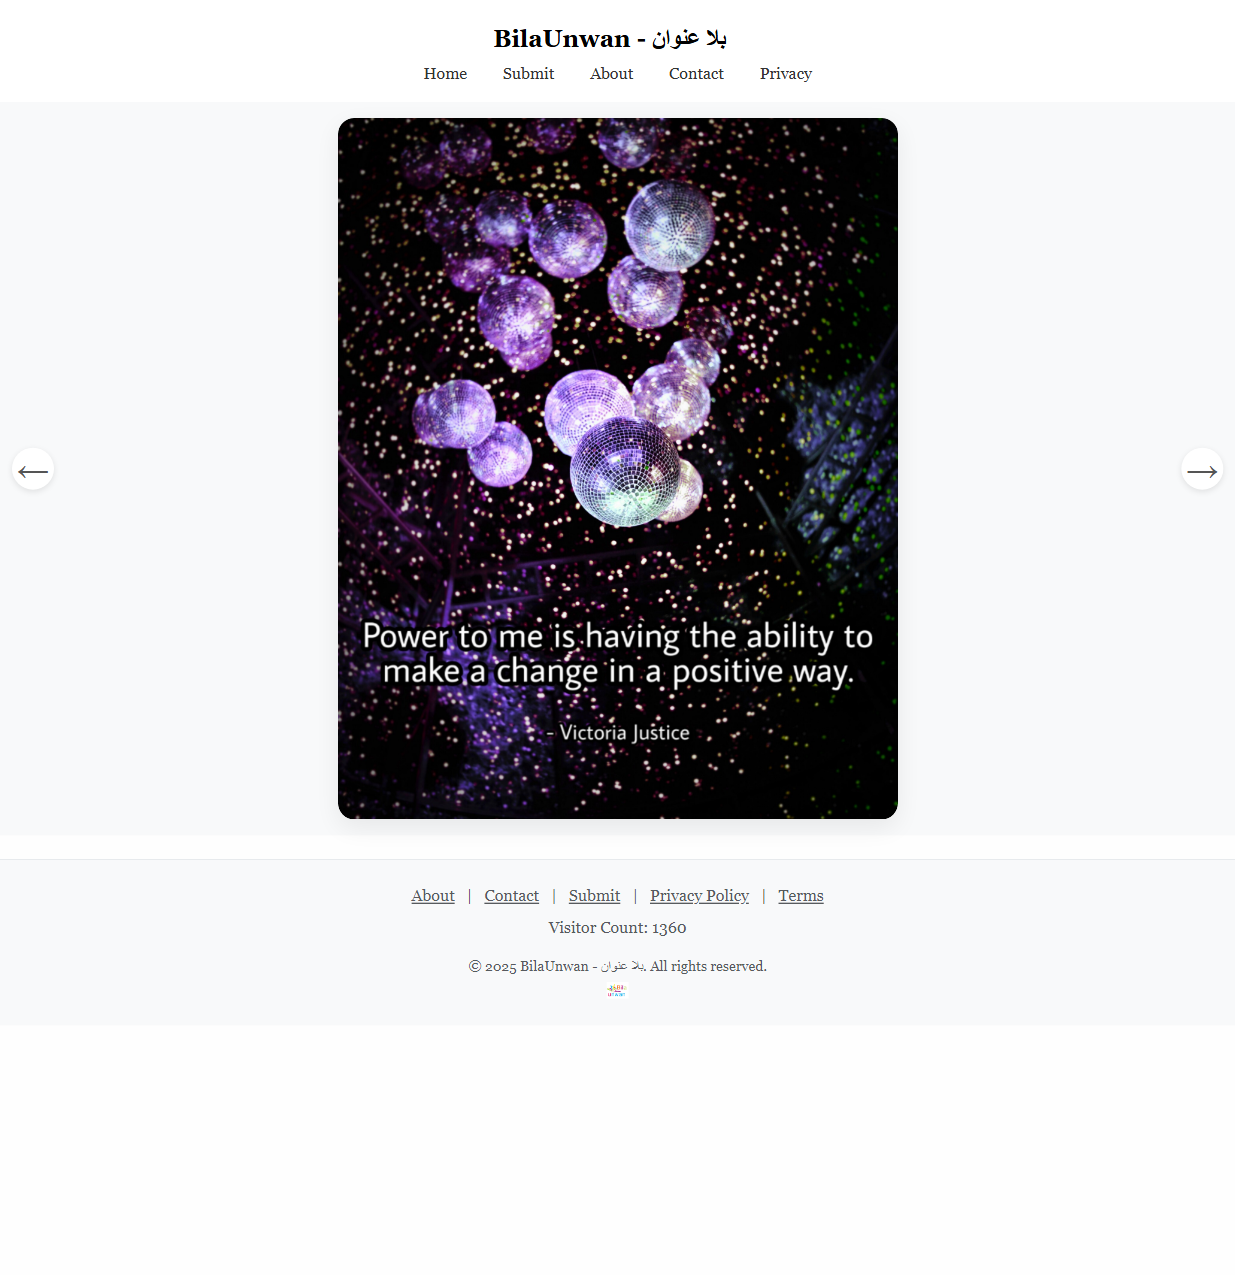 BilaUnwan - بلا عنوان
Home Submit About Contact Privacy
←
→
Power to me is having the ability to
make a change in a positive way.
- Victoria Justice
About | Contact | Submit | Privacy Policy | Terms
Visitor Count: 1360
© 2025 BilaUnwan - بلا عنوان. All rights reserved.